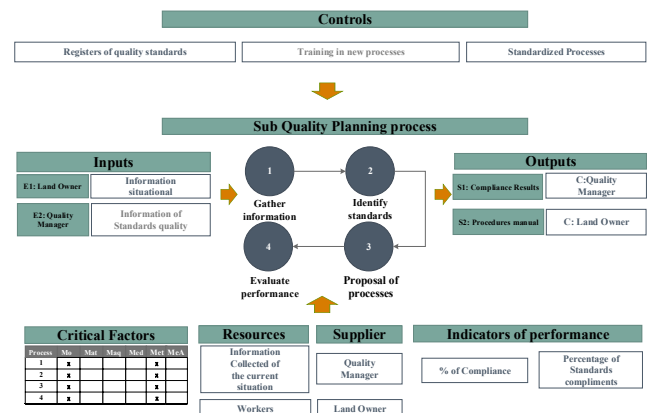 Controls
Registers of quality standards
Training in new processes
Standardized Processes
Sub Quality Planning process
Inputs
E1: Land Owner
Information
situational
E2: Quality
Manager
Information of
Standards quality
1
Gather
information
2
Identify
standards
4
Evaluate
performance
3
Proposal of
processes
Outputs
S1: Compliance Results
C:Quality
Manager
S2: Procedures manual
C: Land Owner
Critical Factors
Process Mo Mat Maq Med Met MeA
1 x x
2 x x
3 x x
4 x x
Resources
Information
Collected of
the current
situation
Workers
Supplier
Quality
Manager
Land Owner
Indicators of performance
% of Compliance
Percentage of
Standards
compliments